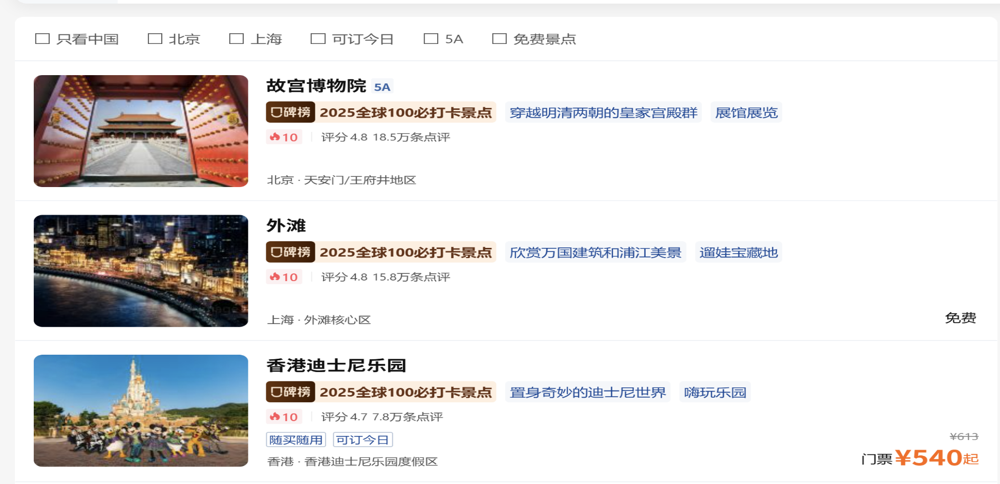 只看中国 北京 上海 可订今日 5A 免费景点
故宫博物院 5A
口碑榜 2025全球100必打卡景点 穿越明清两朝的皇家宫殿群 展馆展览
10 评分 4.8 18.5万条点评
北京 · 天安门/王府井地区
外滩
口碑榜 2025全球100必打卡景点 欣赏万国建筑和浦江美景 遛娃宝藏地
10 评分 4.8 15.8万条点评
上海 · 外滩核心区
免费
香港迪士尼乐园
口碑榜 2025全球100必打卡景点 置身奇妙的迪士尼世界 嗨玩乐园
10 评分 4.7 7.8万条点评
随买随用 可订今日
¥613
香港 · 香港迪士尼乐园度假区
门票¥540起